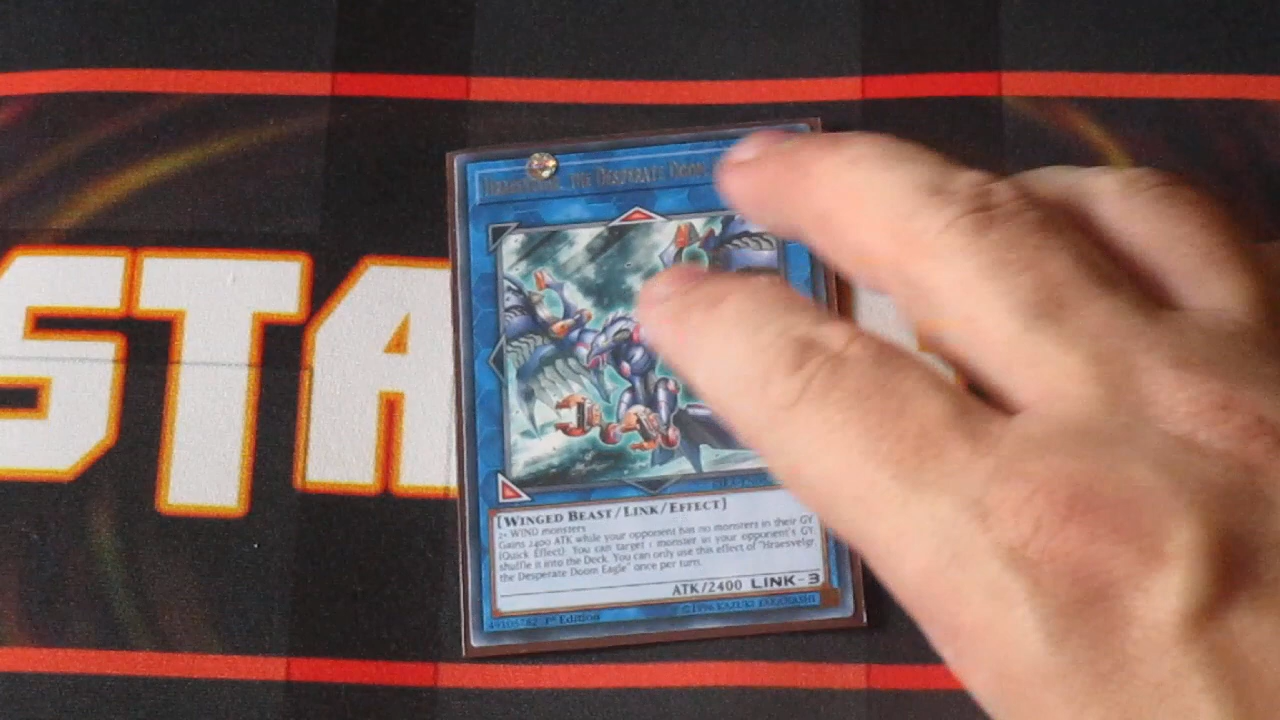 STA
THE DESPERATE DOOM
[WINGED BEAST/LINK/EFFECT]
2+ WIND monsters
Gains 2400 ATK while your opponent has no monsters in their GY.
(Quick Effect): You can target 1 monster in your opponent's GY;
shuffle it into the Deck. You can only use this effect of "Hraesvelgr,
the Desperate Doom Eagle" once per turn.
ATK/2400 LINK-3
1st Edition
©1996 KAZUKI TAKAHASHI